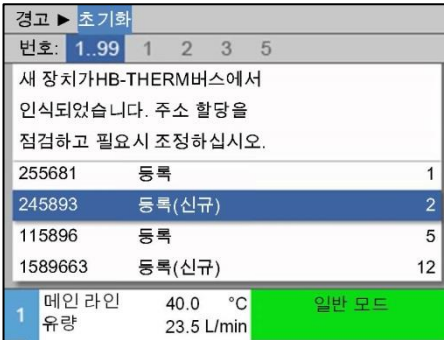 경고 ▶ 초기화
번호: 1..99 1 2 3 5
새 장치가HB-THERM버스에서
인식되었습니다. 주소 할당을
점검하고 필요시 조정하십시오.
255681 등록 1
245893 등록(신규) 2
115896 등록 5
1589663 등록(신규) 12
1 메인 라인 40.0 °C 일반 모드
유량 23.5 L/min